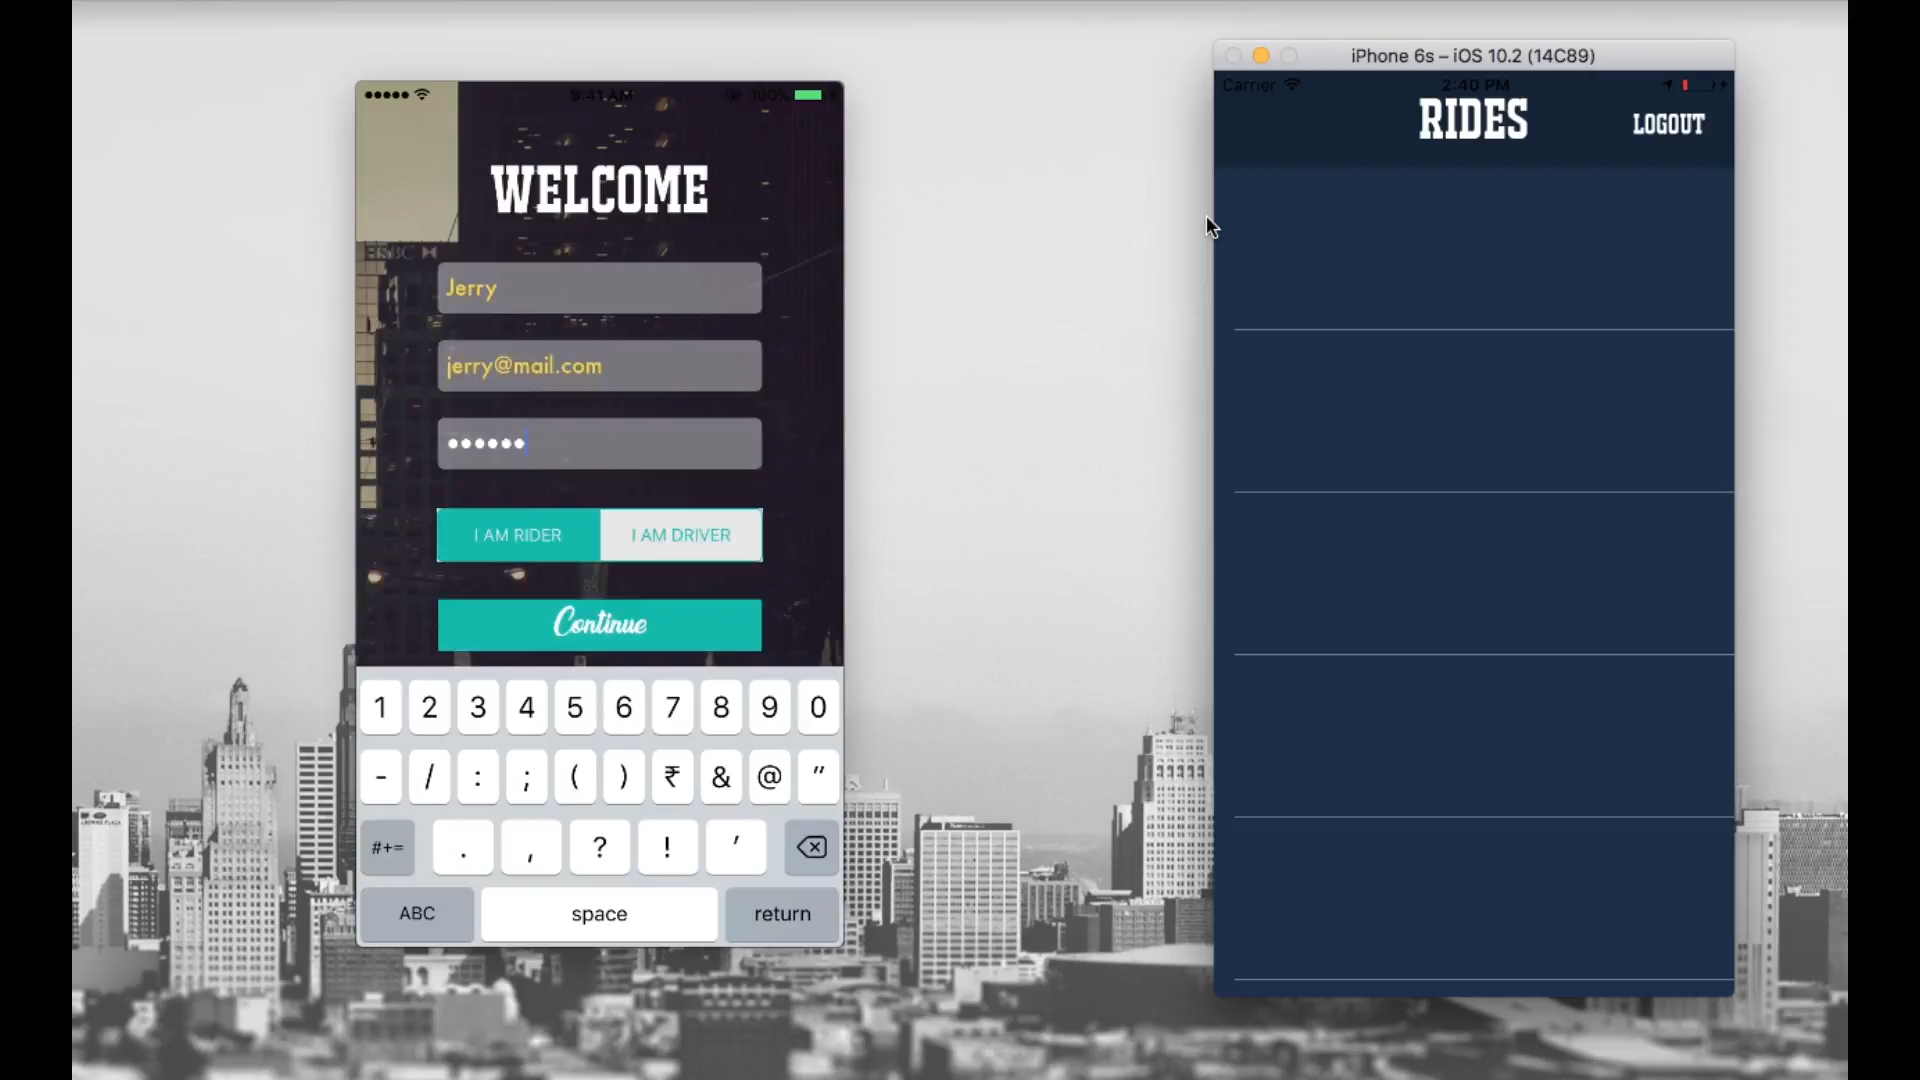 9:41 AM
100%
WELCOME
HSBC
Jerry
jerry@mail.com
I AM RIDER
I AM DRIVER
Continue
1 2 3 4 5 6 7 8 9 0
- / : ; ( ) ₹ & @ "
#+= . , ? ! '
ABC space return
iPhone 6s – iOS 10.2 (14C89)
Carrier 2:40 PM
RIDES
LOGOUT